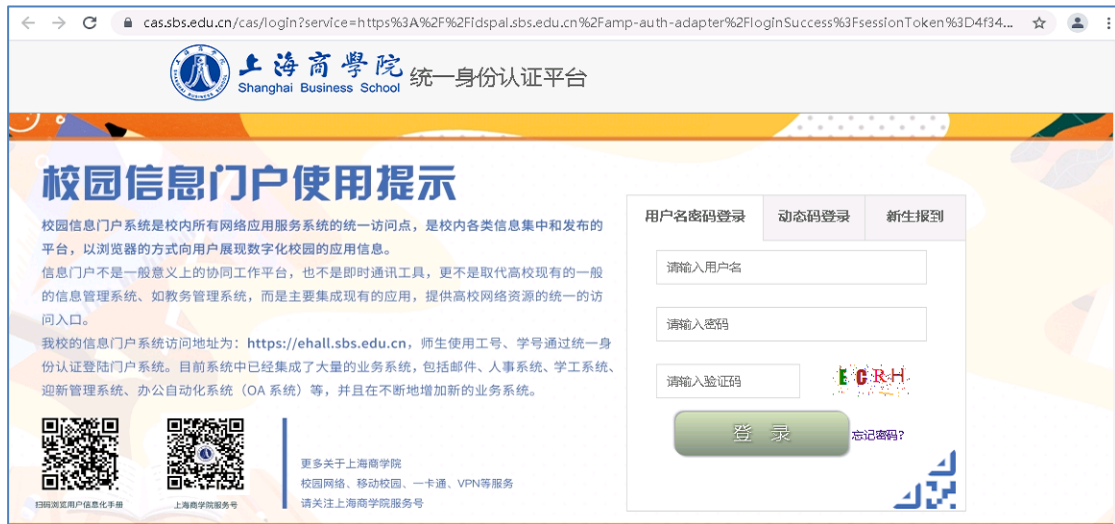 cas.sbs.edu.cn/cas/login?service=https%3A%2F%2Fidspal.sbs.edu.cn%2Famp-auth-adapter%2FloginSuccess%3FsessionToken%3D4f34...
上海商學院
Shanghai Business School
统一身份认证平台
校园信息门户使用提示
校园信息门户系统是校内所有网络应用服务系统的统一访问点，是校内各类信息集中和发布的
平台，以浏览器的方式向用户展现数字化校园的应用信息。
信息门户不是一般意义上的协同工作平台，也不是即时通讯工具，更不是取代高校现有的一般
的信息管理系统、如教务管理系统，而是主要集成现有的应用，提供高校网络资源的统一的访
问入口。
我校的信息门户系统访问地址为：https://ehall.sbs.edu.cn，师生使用工号、学号通过统一身
份认证登陆门户系统。目前系统中已经集成了大量的业务系统，包括邮件、人事系统、学工系统、
迎新管理系统、办公自动化系统（OA 系统）等，并且在不断地增加新的业务系统。
扫码浏览用户信息化手册
上海商学院服务号
更多关于上海商学院
校园网络、移动校园、一卡通、VPN等服务
请关注上海商学院服务号
用户名密码登录 动态码登录 新生报到
请输入用户名
请输入密码
请输入验证码 ECRH
登 录 忘记密码?